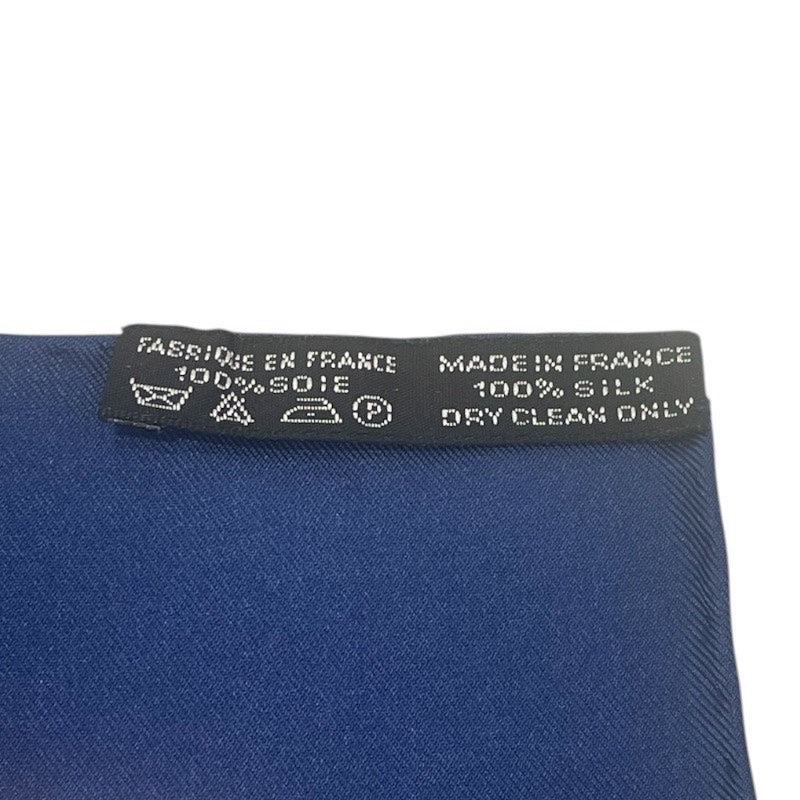 FABRIQUE EN FRANCE
100% SOIE
P
MADE IN FRANCE
100% SILK
DRY CLEAN ONLY